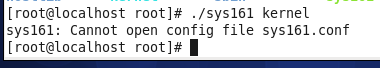 [root@localhost root]# ./sys161 kernel
sys161: Cannot open config file sys161.conf
[root@localhost root]#